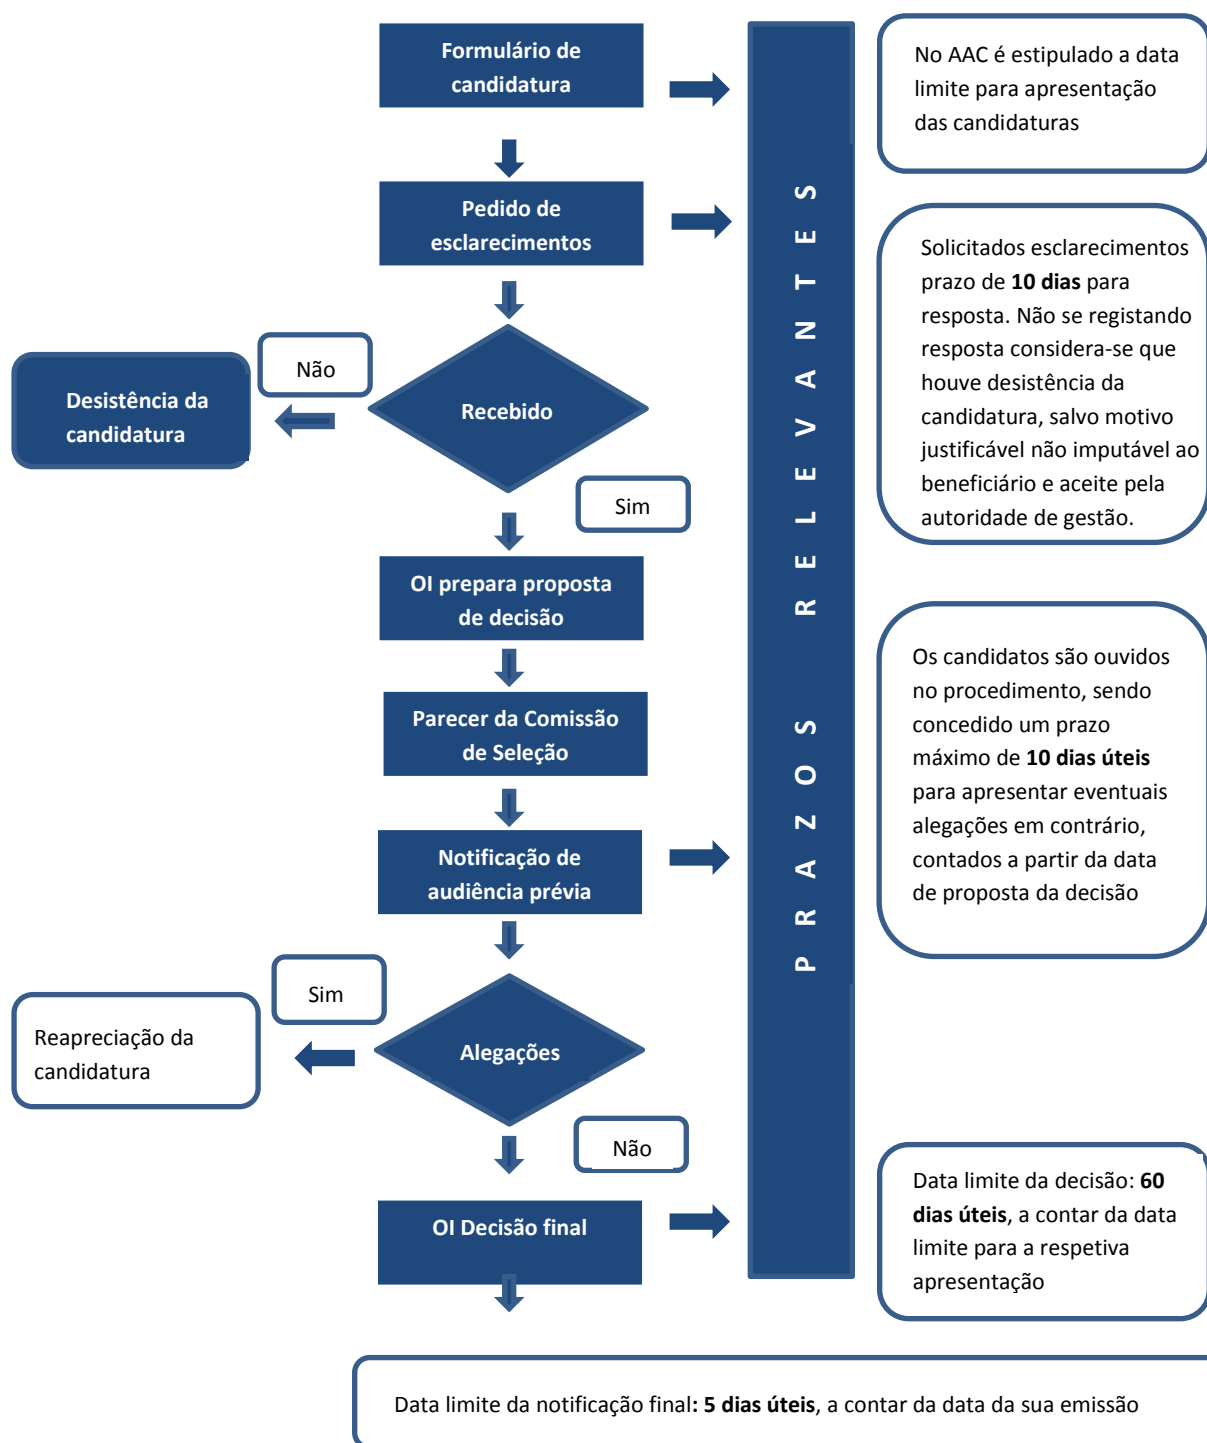 Formulário de
candidatura
No AAC é estipulado a data
limite para apresentação
das candidaturas
Pedido de
esclarecimentos
Solicitados esclarecimentos
prazo de 10 dias para
resposta. Não se registando
resposta considera-se que
houve desistência da
candidatura, salvo motivo
justificável não imputável ao
beneficiário e aceite pela
autoridade de gestão.
Recebido
Não
Desistência da
candidatura
Sim
OI prepara proposta
de decisão
Parecer da Comissão
de Seleção
Notificação de
audiência prévia
Os candidatos são ouvidos
no procedimento, sendo
concedido um prazo
máximo de 10 dias úteis
para apresentar eventuais
alegações em contrário,
contados a partir da data
de proposta da decisão
Alegações
Sim
Reapreciação da
candidatura
Não
OI Decisão final
Data limite da decisão: 60
dias úteis, a contar da data
limite para a respetiva
apresentação
PRAZOS RELEVANTES
Data limite da notificação final: 5 dias úteis, a contar da data da sua emissão